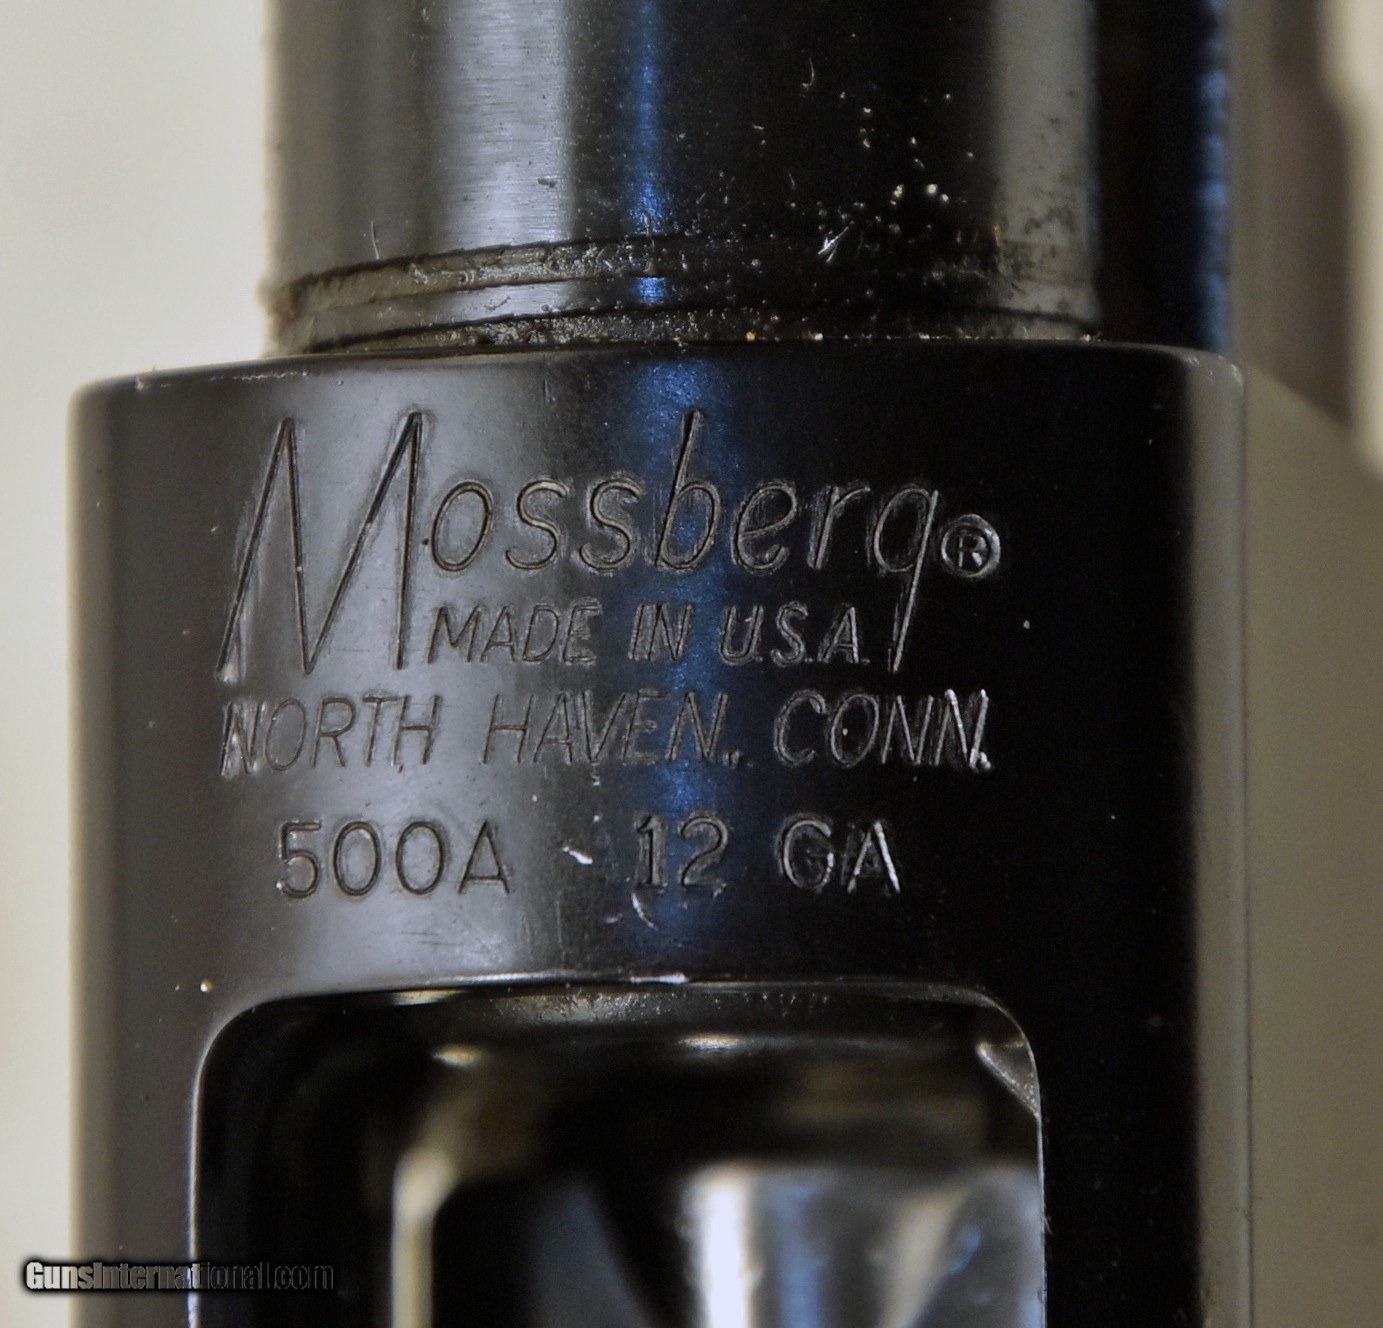 Mossberg®
MADE IN U.S.A.
NORTH HAVEN, CONN.
500A 12 GA
GunsInternational.com